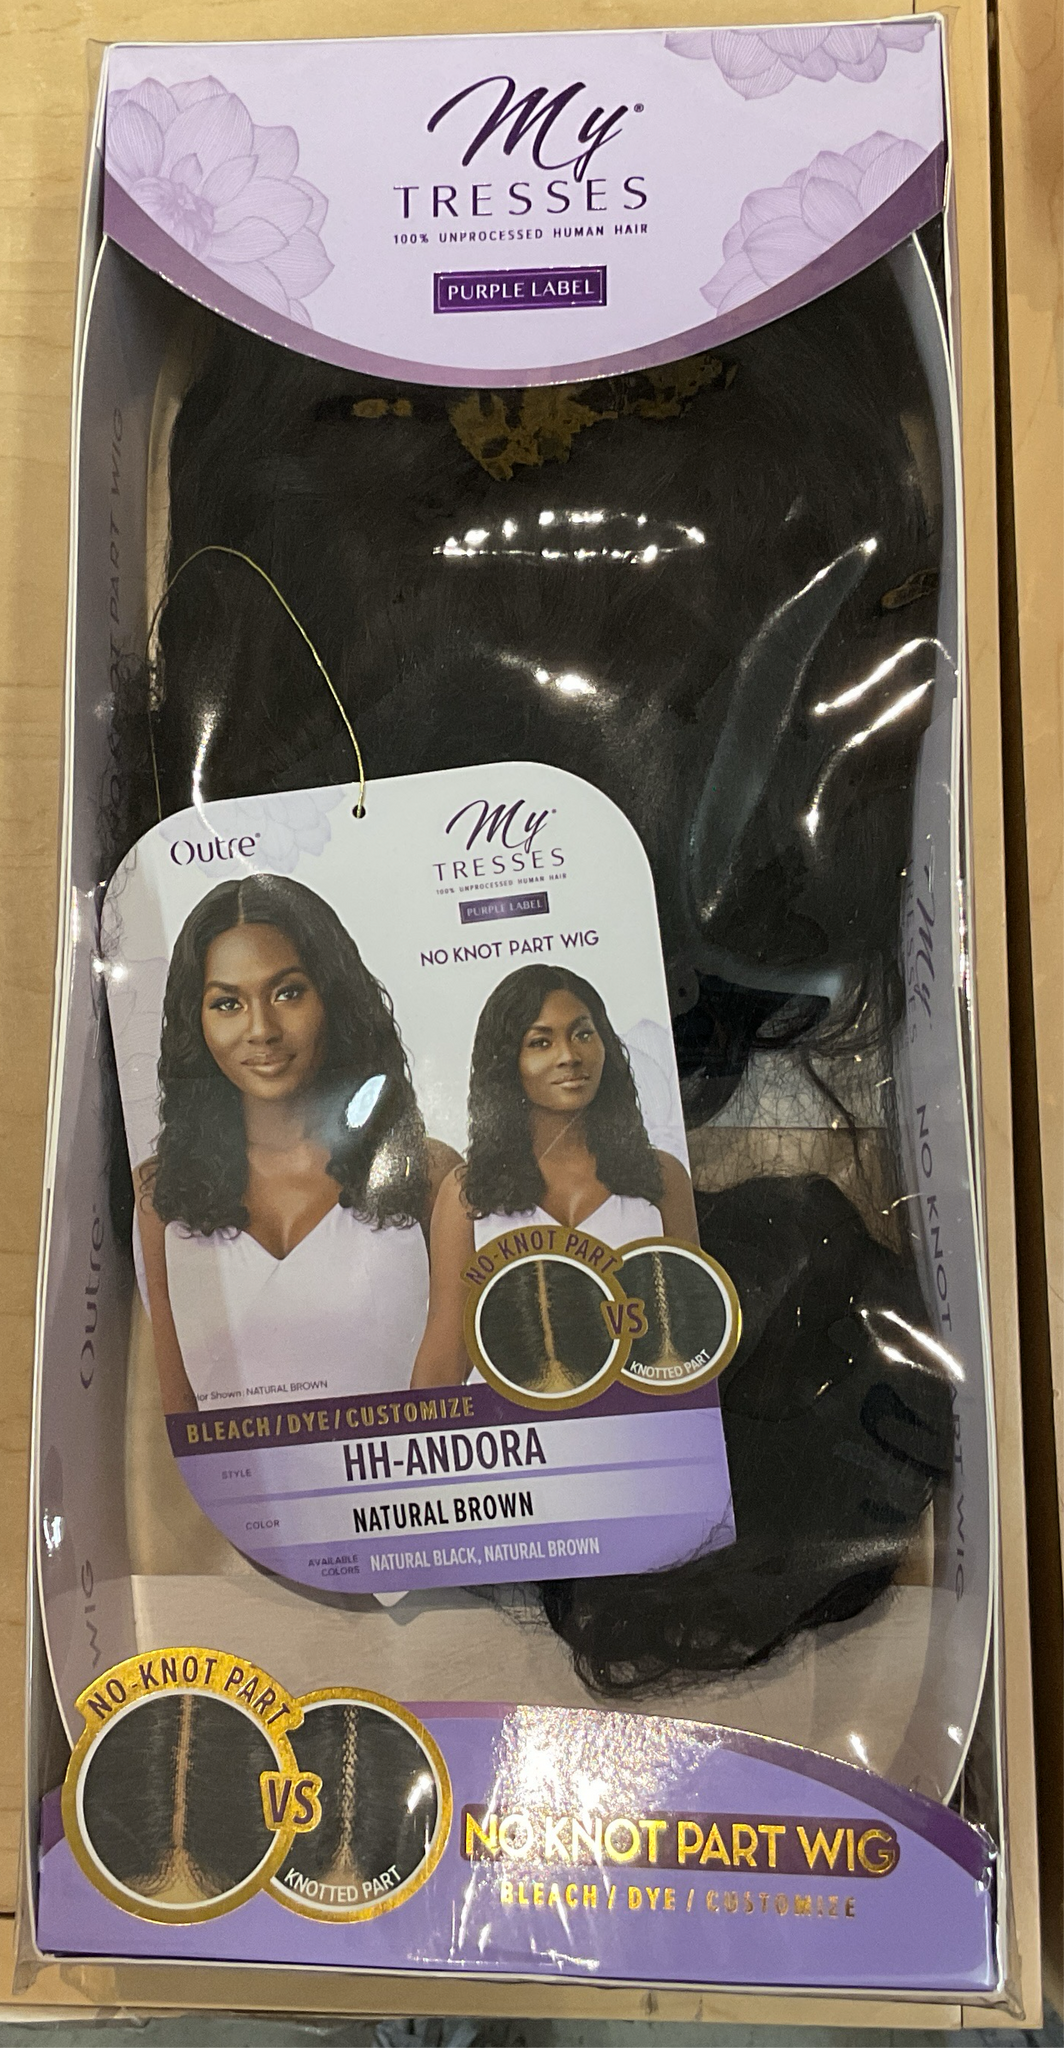 My®
TRESSES
100% UNPROCESSED HUMAN HAIR
PURPLE LABEL
Outre®
My®
TRESSES
100% UNPROCESSED HUMAN HAIR
PURPLE LABEL
NO KNOT PART WIG
NO-KNOT PART
VS
KNOTTED PART
Shown: NATURAL BROWN
BLEACH / DYE / CUSTOMIZE
STYLE HH-ANDORA
COLOR NATURAL BROWN
AVAILABLE COLORS NATURAL BLACK, NATURAL BROWN
NO-KNOT PART
VS
KNOTTED PART
NO KNOT PART WIG
BLEACH / DYE / CUSTOMIZE
Outre®
WIG
PART WIG
My
NO KNOT PART WIG